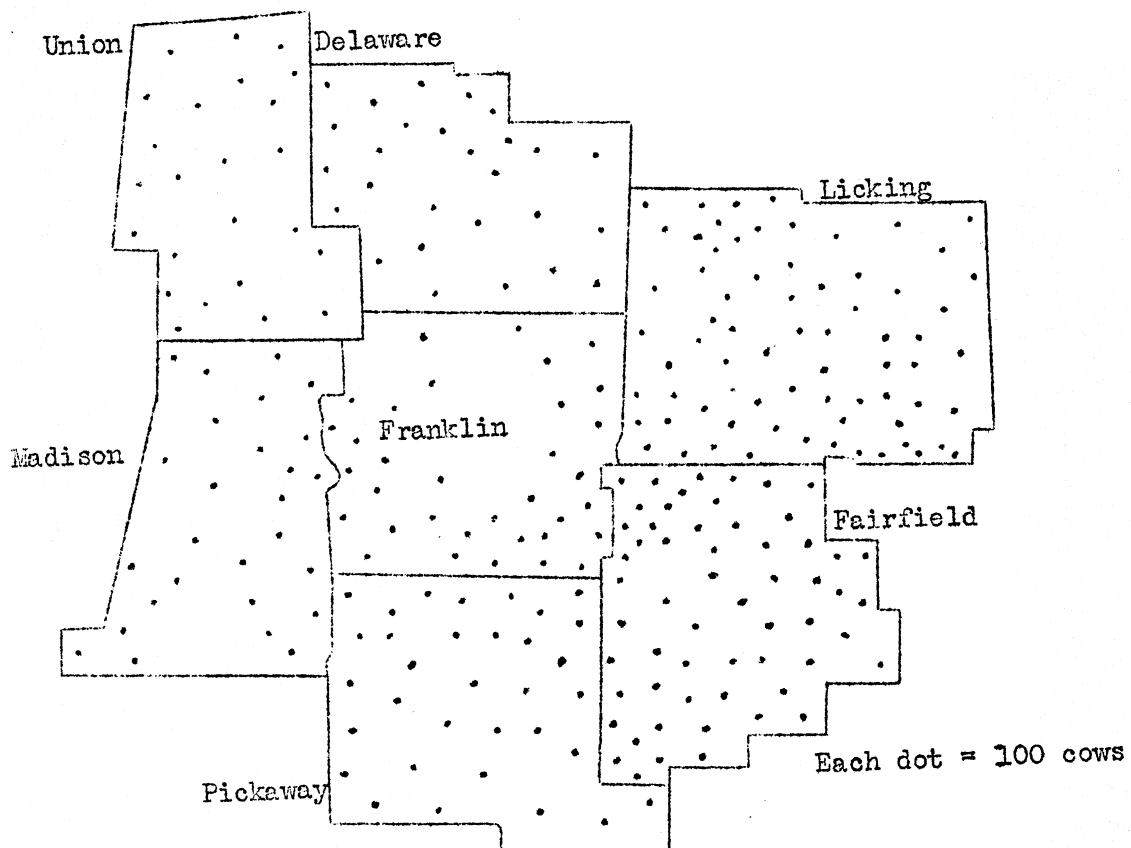 Union
Delaware
Licking
Franklin
Madison
Fairfield
Each dot = 100 cows
Pickaway